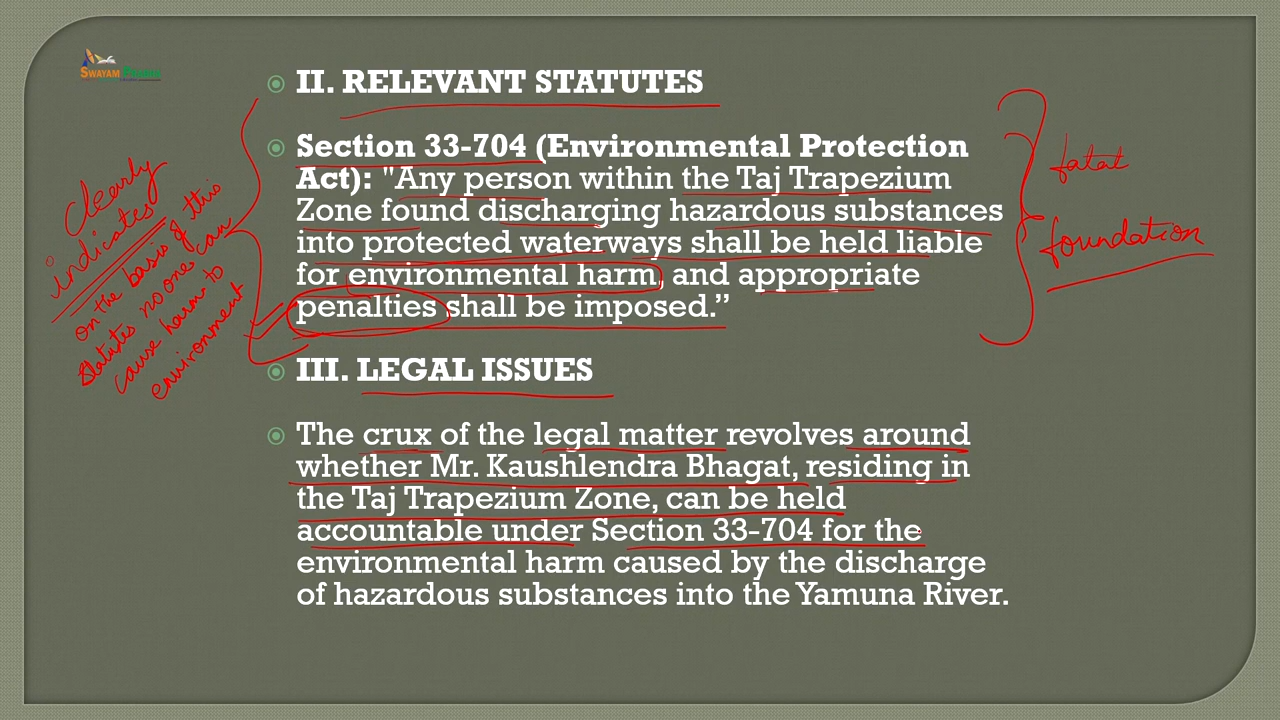 SWAYAM PRABHA
II. RELEVANT STATUTES
Section 33-704 (Environmental Protection
Act): "Any person within the Taj Trapezium
Zone found discharging hazardous substances
into protected waterways shall be held liable
for environmental harm, and appropriate
penalties shall be imposed.”
III. LEGAL ISSUES
The crux of the legal matter revolves around
whether Mr. Kaushlendra Bhagat, residing in
the Taj Trapezium Zone, can be held
accountable under Section 33-704 for the
environmental harm caused by the discharge
of hazardous substances into the Yamuna River.
clearly
indicates
on the basis of this
statutes no one can
cause harm to
environment
foundation